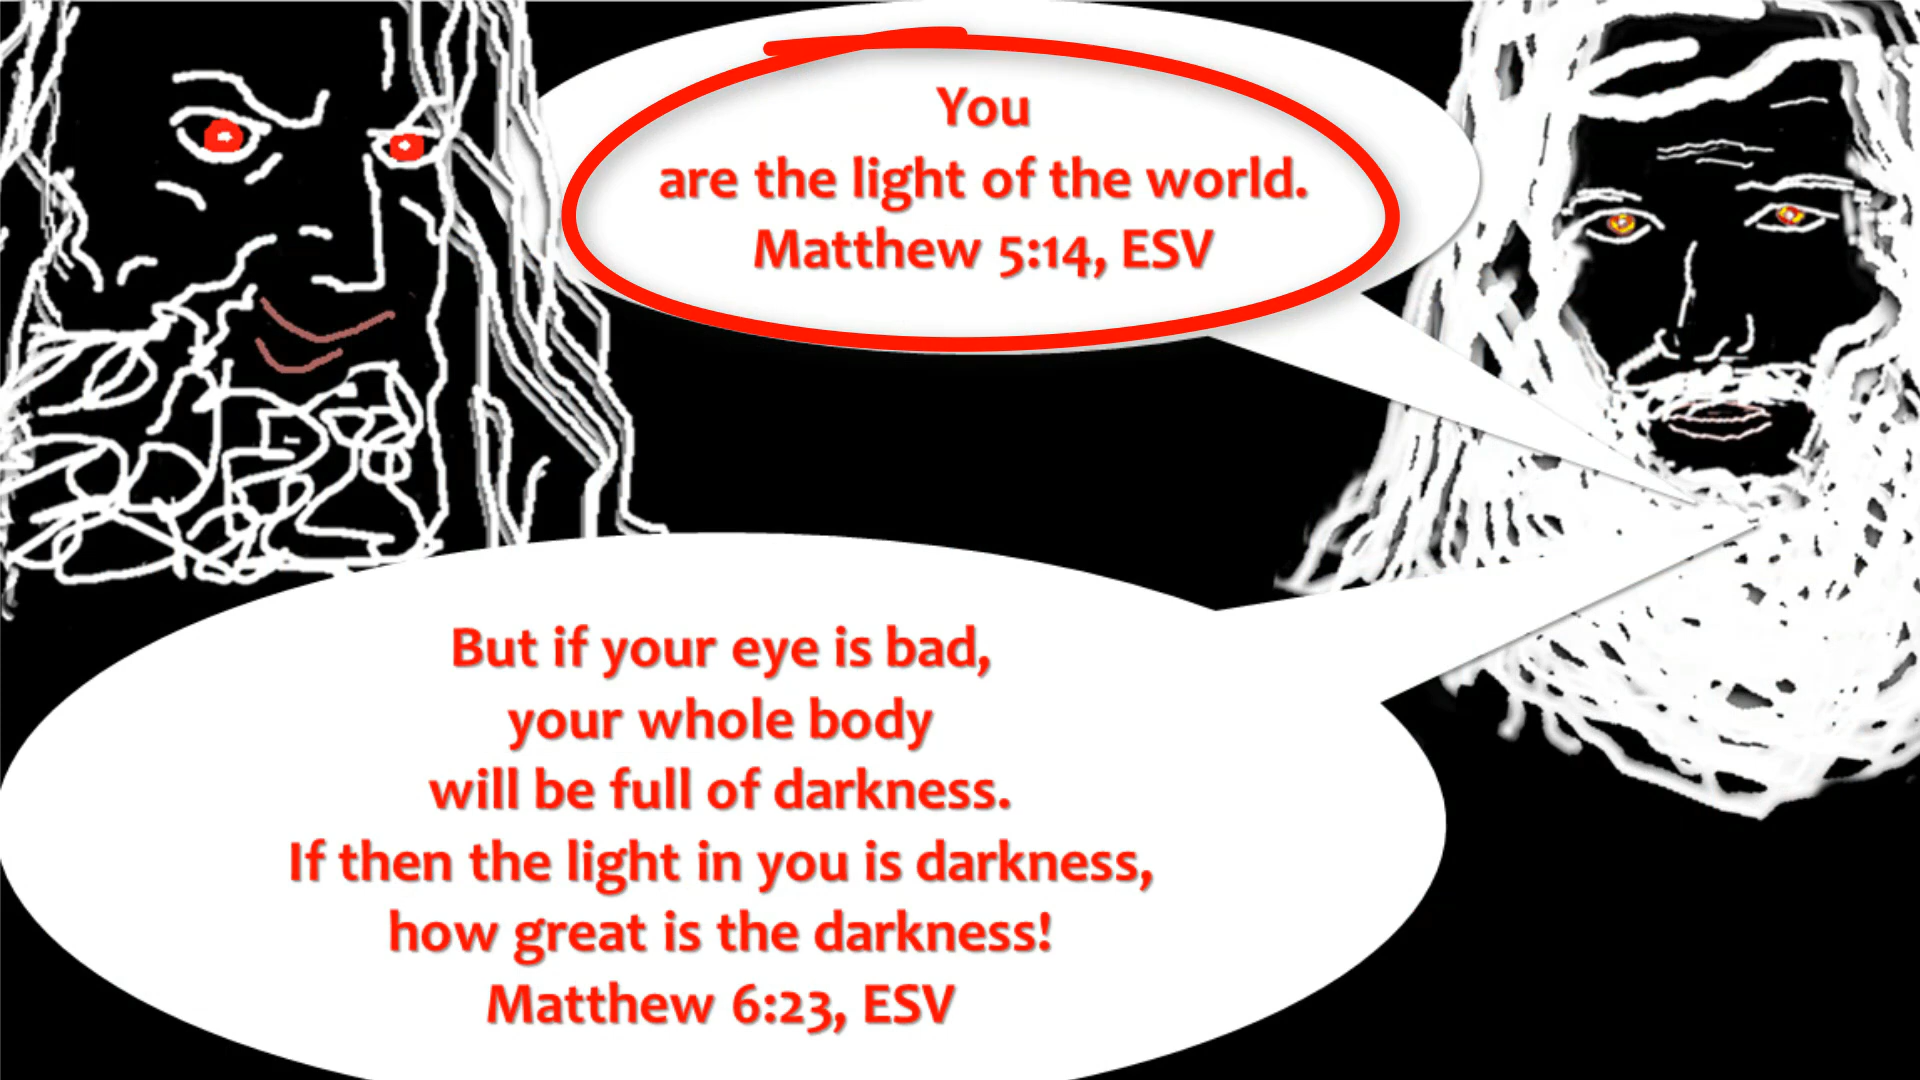 You
are the light of the world.
Matthew 5:14, ESV
But if your eye is bad,
your whole body
will be full of darkness.
If then the light in you is darkness,
how great is the darkness!
Matthew 6:23, ESV